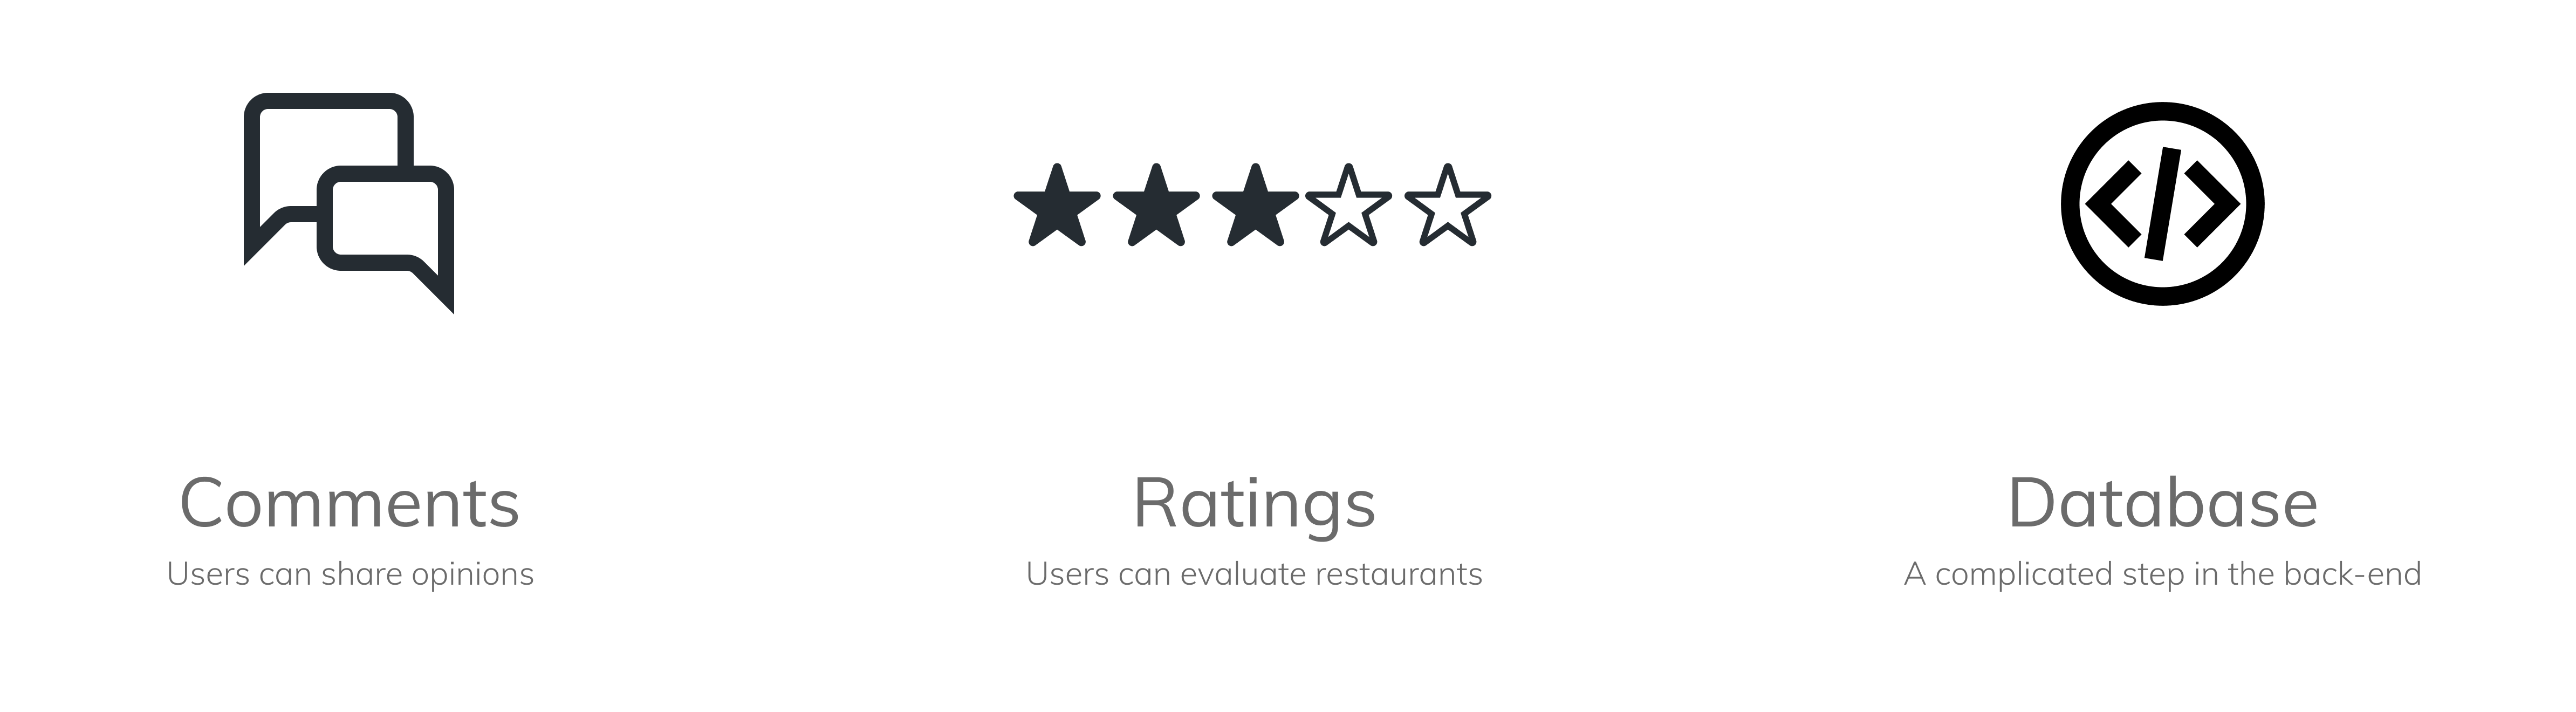 Comments
Users can share opinions
Ratings
Users can evaluate restaurants
Database
A complicated step in the back-end